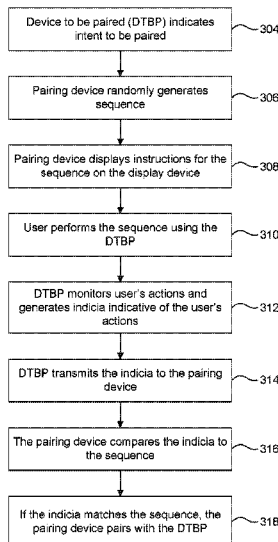 Device to be paired (DTBP) indicates
intent to be paired
304
Pairing device randomly generates
sequence
306
Pairing device displays instructions for the
sequence on the display device
308
User performs the sequence using the
DTBP
310
DTBP monitors user's actions and
generates indicia indicative of the user's
actions
312
DTBP transmits the indicia to the pairing
device
314
The pairing device compares the indicia to
the sequence
316
If the indicia matches the sequence, the
pairing device pairs with the DTBP
318